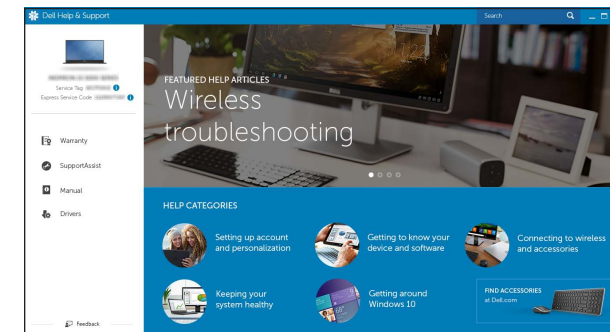 Dell Help & Support
Search
Service Tag:
Express Service Code:
Warranty
SupportAssist
Manual
Drivers
Feedback
FEATURED HELP ARTICLES
Wireless
troubleshooting
HELP CATEGORIES
Setting up account
and personalization
Getting to know your
device and software
Connecting to wireless
and accessories
Keeping your
system healthy
Getting around
Windows 10
FIND ACCESSORIES
at Dell.com